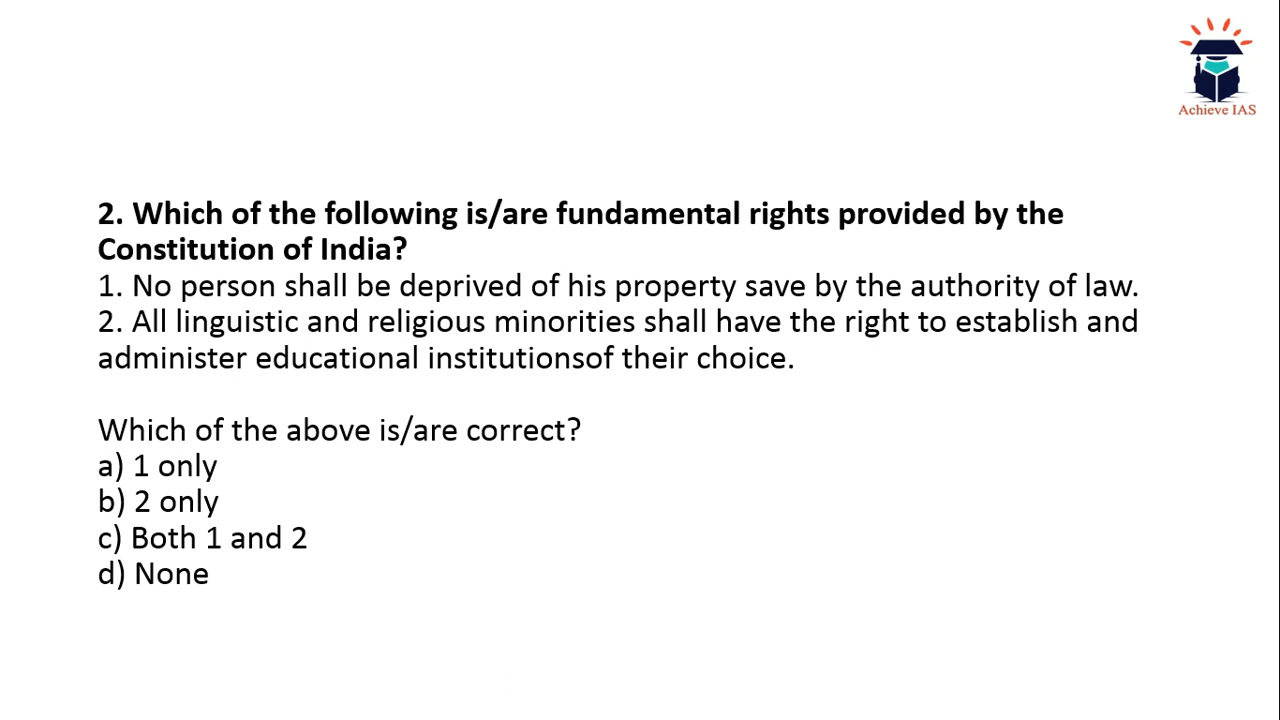 Achieve IAS
2. Which of the following is/are fundamental rights provided by the
Constitution of India?
1. No person shall be deprived of his property save by the authority of law.
2. All linguistic and religious minorities shall have the right to establish and
administer educational institutionsof their choice.
Which of the above is/are correct?
a) 1 only
b) 2 only
c) Both 1 and 2
d) None